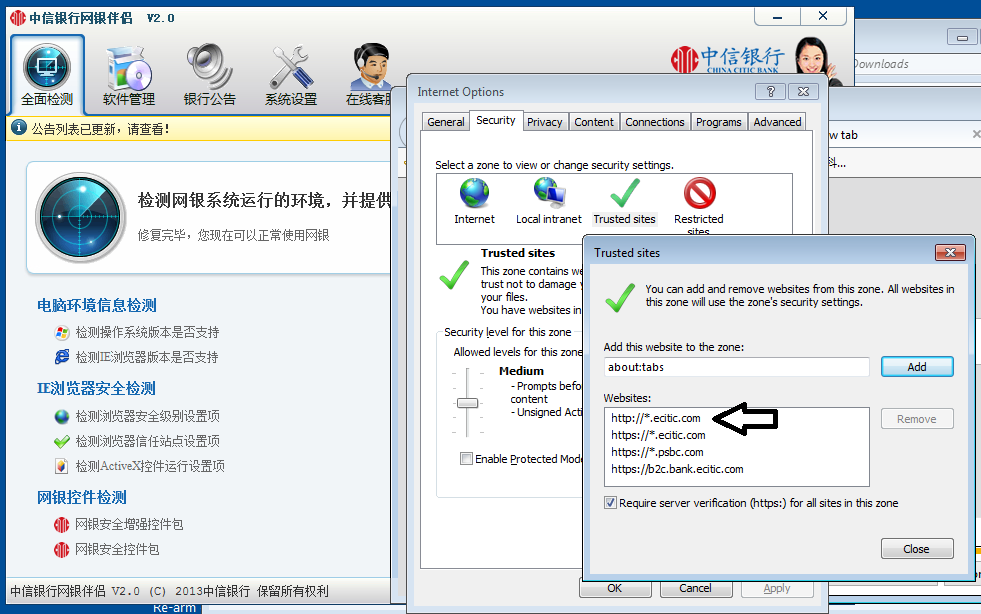 中信银行网银伴侣 V2.0
全面检测
软件管理
银行公告
系统设置
在线客服
中信银行
CHINA CITIC BANK
公告列表已更新，请查看!
检测网银系统运行的环境，并提供
修复完毕，您现在可以正常使用网银
电脑环境信息检测
检测操作系统版本是否支持
检测IE浏览器版本是否支持
IE浏览器安全检测
检测浏览器安全级别设置项
检测浏览器信任站点设置项
检测ActiveX控件运行设置项
网银控件检测
网银安全增强控件包
网银安全控件包
中信银行网银伴侣 V2.0 (C) 2013中信银行 保留所有权利
Re-arm
Downloads
w tab
科...
Internet Options
General
Security
Privacy
Content
Connections
Programs
Advanced
Select a zone to view or change security settings.
Internet
Local intranet
Trusted sites
Restricted
sites
Trusted sites
This zone contains we
trust not to damage y
your files.
You have websites in
Security level for this zone
Allowed levels for this zone
Medium
- Prompts befo
content
- Unsigned Acti
Enable Protected Mode
OK
Cancel
Apply
Trusted sites
You can add and remove websites from this zone. All websites in
this zone will use the zone's security settings.
Add this website to the zone:
about:tabs
Add
Websites:
http://*.ecitic.com
https://*.ecitic.com
https://*.psbc.com
https://b2c.bank.ecitic.com
Remove
Require server verification (https:) for all sites in this zone
Close